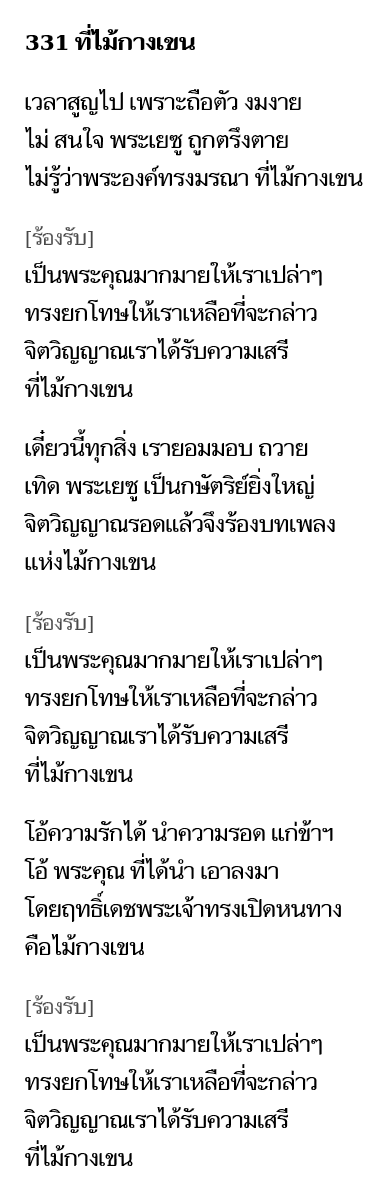 331 ที่ไม้กางเขน
เวลาสูญไป เพราะถือตัว งมงาย
ไม่ สนใจ พระเยซู ถูกตรึงตาย
ไม่รู้ว่าพระองค์ทรงมรณา ที่ไม้กางเขน
[ร้องรับ]
เป็นพระคุณมากมายให้เราเปล่าๆ
ทรงยกโทษให้เราเหลือที่จะกล่าว
จิตวิญญาณเราได้รับความเสรี
ที่ไม้กางเขน
เดี๋ยวนี้ทุกสิ่ง เรายอมมอบ ถวาย
เทิด พระเยซู เป็นกษัตริย์ยิ่งใหญ่
จิตวิญญาณรอดแล้วจึงร้องบทเพลง
แห่งไม้กางเขน
[ร้องรับ]
เป็นพระคุณมากมายให้เราเปล่าๆ
ทรงยกโทษให้เราเหลือที่จะกล่าว
จิตวิญญาณเราได้รับความเสรี
ที่ไม้กางเขน
โอ้ความรักได้ นำความรอด แก่ข้าฯ
โอ้ พระคุณ ที่ได้นำ เอาลงมา
โดยฤทธิ์เดชพระเจ้าทรงเปิดหนทาง
คือไม้กางเขน
[ร้องรับ]
เป็นพระคุณมากมายให้เราเปล่าๆ
ทรงยกโทษให้เราเหลือที่จะกล่าว
จิตวิญญาณเราได้รับความเสรี
ที่ไม้กางเขน